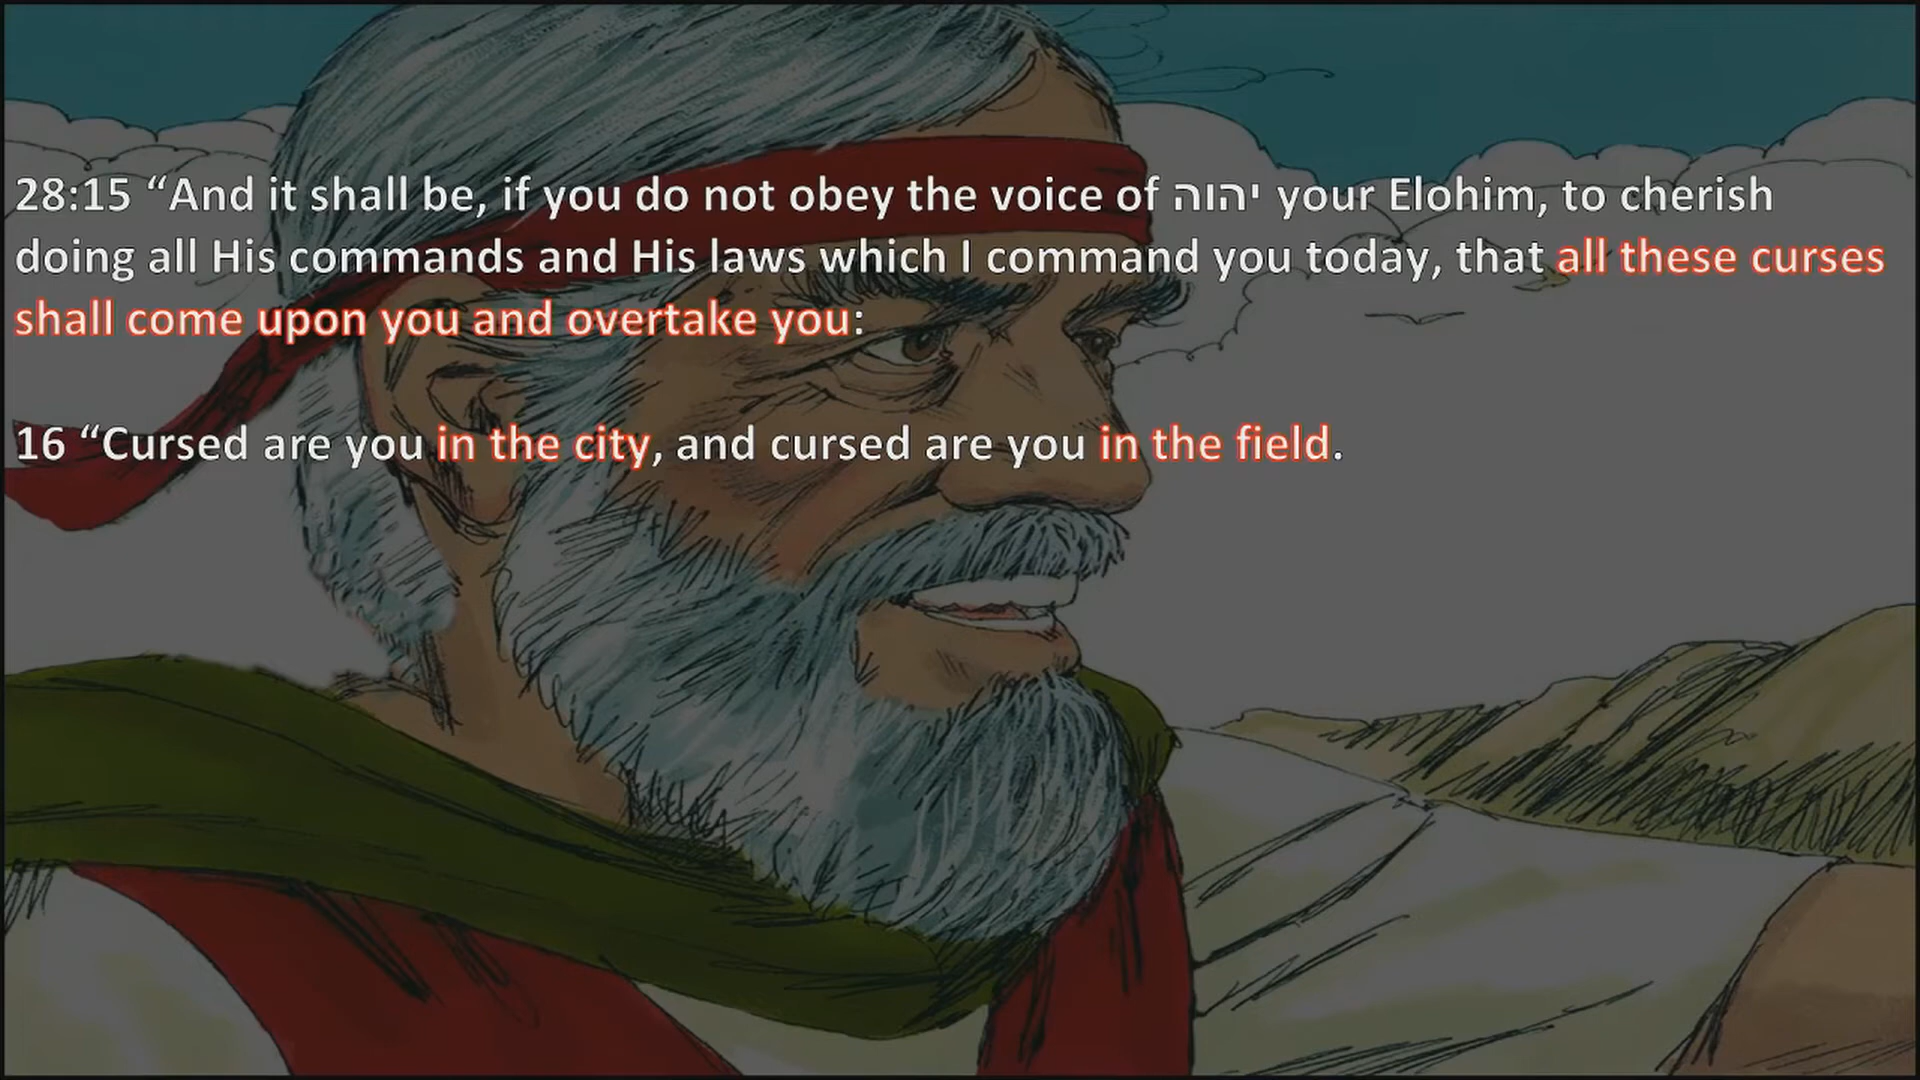 28:15 “And it shall be, if you do not obey the voice of יהוה your Elohim, to cherish
doing all His commands and His laws which I command you today, that all these curses
shall come upon you and overtake you:
16 “Cursed are you in the city, and cursed are you in the field.